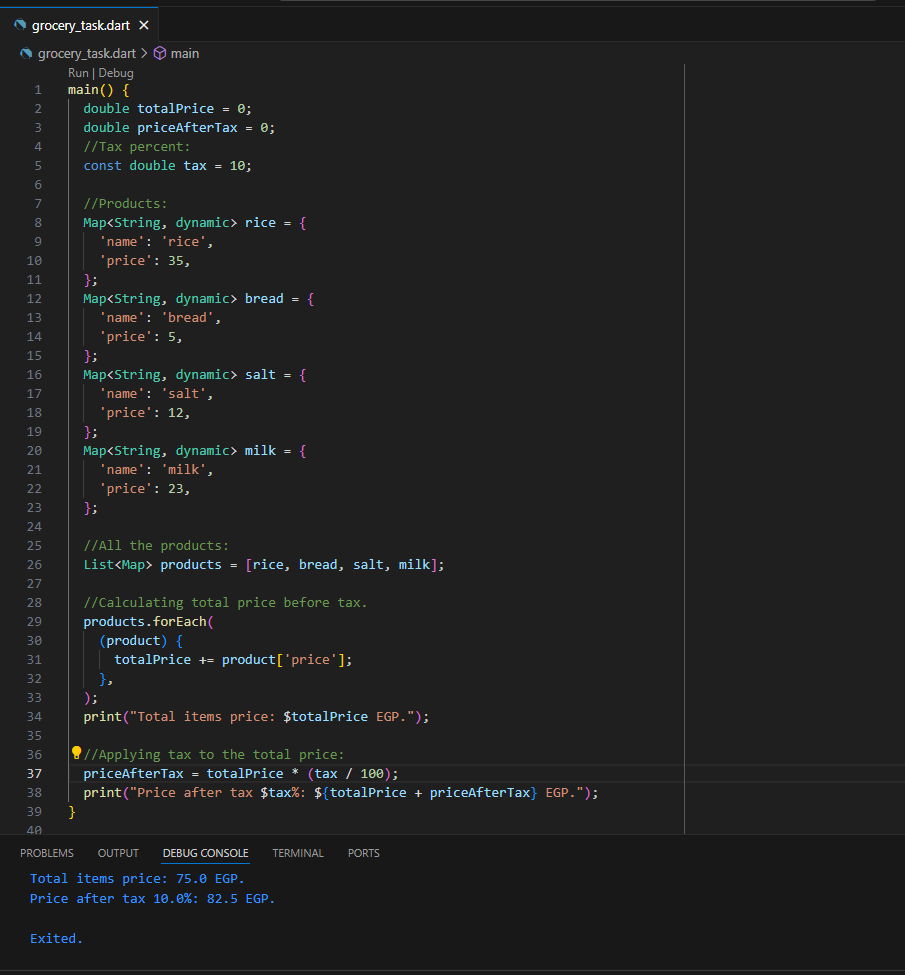 grocery_task.dart
grocery_task.dart > main
Run | Debug
1 main() {
2   double totalPrice = 0;
3   double priceAfterTax = 0;
4   //Tax percent:
5   const double tax = 10;
6
7   //Products:
8   Map<String, dynamic> rice = {
9     'name': 'rice',
10     'price': 35,
11   };
12   Map<String, dynamic> bread = {
13     'name': 'bread',
14     'price': 5,
15   };
16   Map<String, dynamic> salt = {
17     'name': 'salt',
18     'price': 12,
19   };
20   Map<String, dynamic> milk = {
21     'name': 'milk',
22     'price': 23,
23   };
24
25   //All the products:
26   List<Map> products = [rice, bread, salt, milk];
27
28   //Calculating total price before tax.
29   products.forEach(
30     (product) {
31       totalPrice += product['price'];
32     },
33   );
34   print("Total items price: $totalPrice EGP.");
35
36   //Applying tax to the total price:
37   priceAfterTax = totalPrice * (tax / 100);
38   print("Price after tax $tax%: ${totalPrice + priceAfterTax} EGP.");
39 }
40
PROBLEMS OUTPUT DEBUG CONSOLE TERMINAL PORTS
Total items price: 75.0 EGP.
Price after tax 10.0%: 82.5 EGP.
Exited.